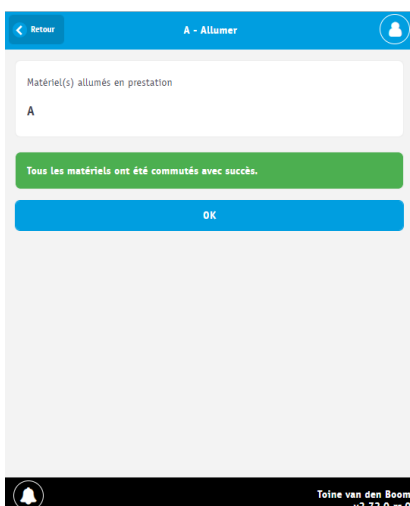 Retour
A - Allumer
Matériel(s) allumés en prestation
A
Tous les matériels ont été commutés avec succès.
OK
Toine van den Boom